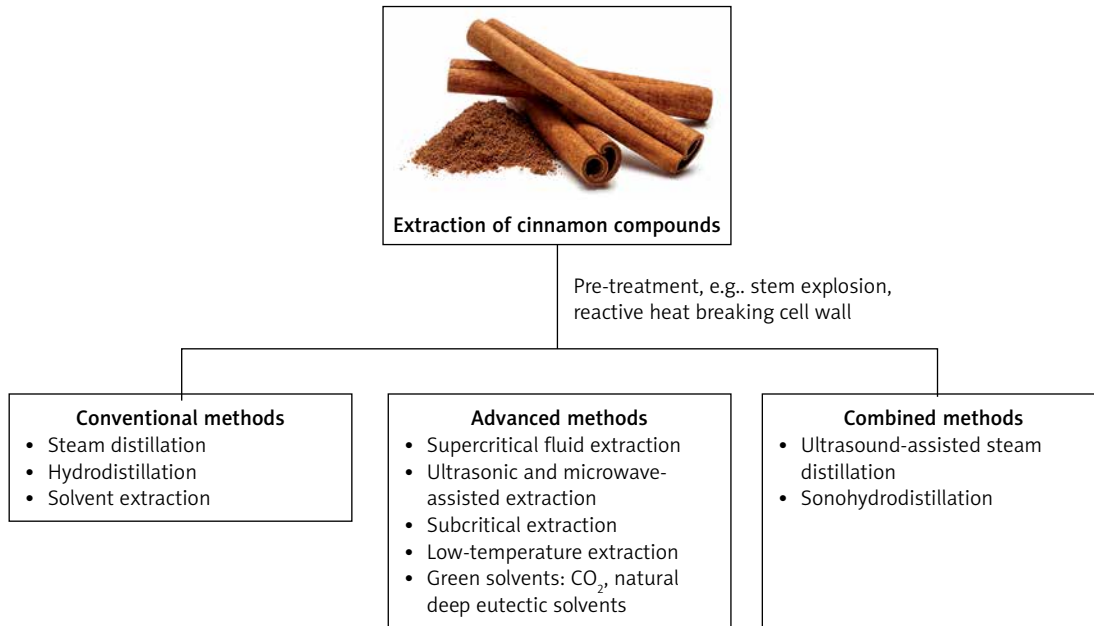 Extraction of cinnamon compounds
Pre-treatment, e.g.. stem explosion,
reactive heat breaking cell wall
Conventional methods
• Steam distillation
• Hydrodistillation
• Solvent extraction
Advanced methods
• Supercritical fluid extraction
• Ultrasonic and microwave-
assisted extraction
• Subcritical extraction
• Low-temperature extraction
• Green solvents: CO₂, natural
deep eutectic solvents
Combined methods
• Ultrasound-assisted steam
distillation
• Sonohydrodistillation